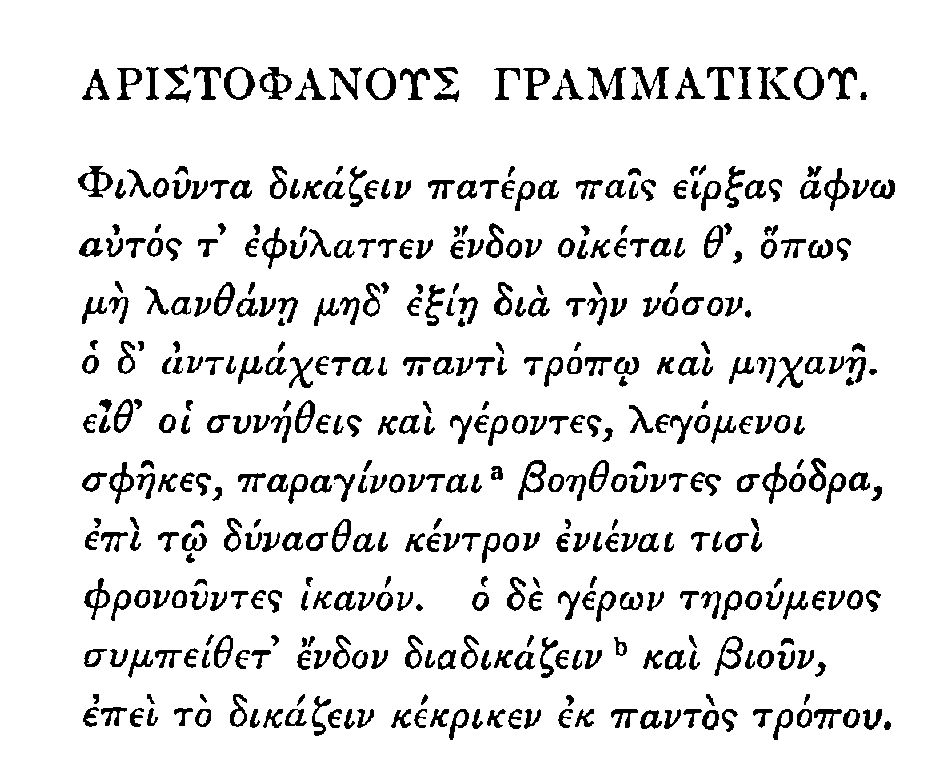 ΑΡΙΣΤΟΦΑΝΟΥΣ ΓΡΑΜΜΑΤΙΚΟΥ.
Φιλοῦντα δικάζειν πατέρα παῖς εἵρξας ἄφνω
αὐτός τ’ ἐφύλαττεν ἔνδον οἰκέται θ’, ὅπως
μὴ λανθάνῃ μηδ’ ἐξίῃ διὰ τὴν νόσον.
ὁ δ’ ἀντιμάχεται παντὶ τρόπῳ καὶ μηχανῇ.
εἶθ’ οἱ συνήθεις καὶ γέροντες, λεγόμενοι
σφῆκες, παραγίνονται ᵃ βοηθοῦντες σφόδρα,
ἐπὶ τῷ δύνασθαι κέντρον ἐνιέναι τισὶ
φρονοῦντες ἱκανόν. ὁ δὲ γέρων τηρούμενος
συμπείθετ’ ἔνδον διαδικάζειν ᵇ καὶ βιοῦν,
ἐπεὶ τὸ δικάζειν κέκρικεν ἐκ παντὸς τρόπου.